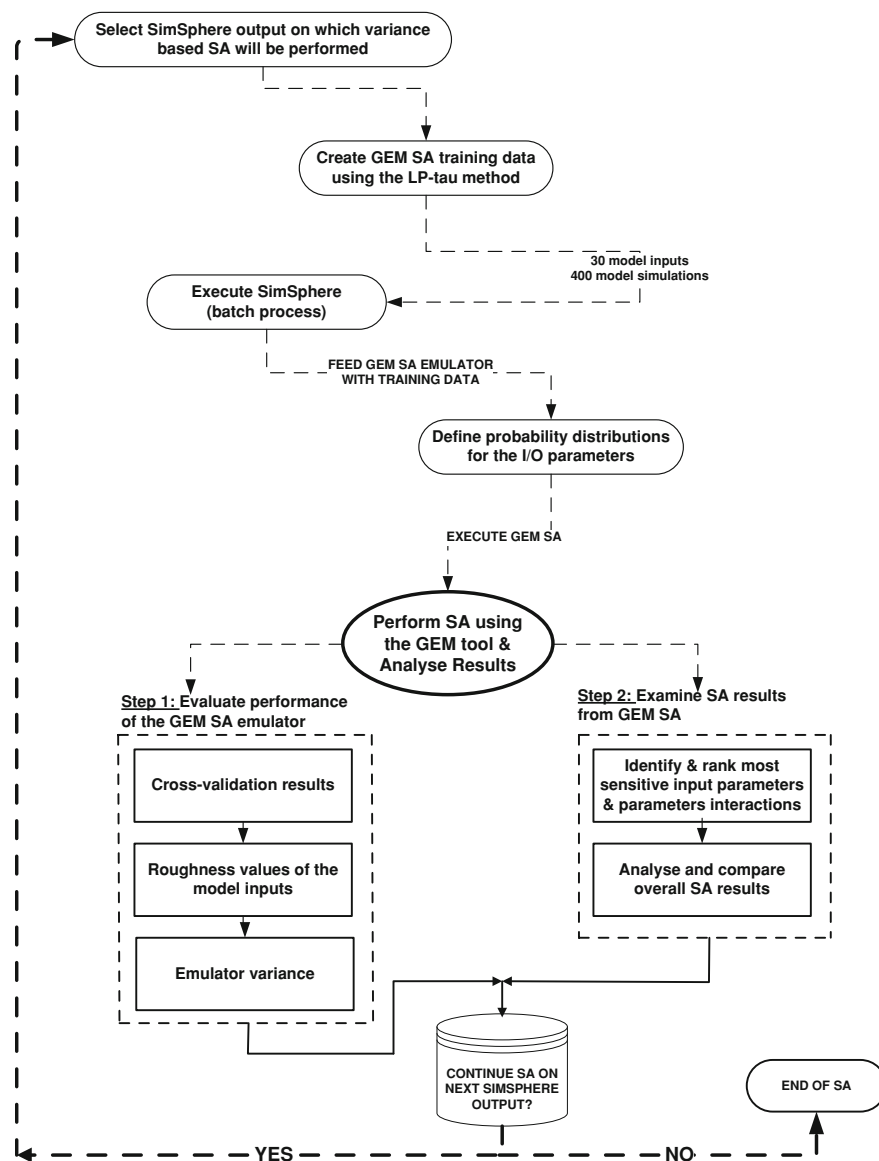 Select SimSphere output on which variance
based SA will be performed
Create GEM SA training data
using the LP-tau method
30 model inputs
400 model simulations
Execute SimSphere
(batch process)
FEED GEM SA EMULATOR
WITH TRAINING DATA
Define probability distributions
for the I/O parameters
EXECUTE GEM SA
Perform SA using
the GEM tool &
Analyse Results
Step 1: Evaluate performance
of the GEM SA emulator
Cross-validation results
Roughness values of the
model inputs
Emulator variance
Step 2: Examine SA results
from GEM SA
Identify & rank most
sensitive input parameters
& parameters interactions
Analyse and compare
overall SA results
CONTINUE SA ON
NEXT SIMSPHERE
OUTPUT?
END OF SA
YES
NO